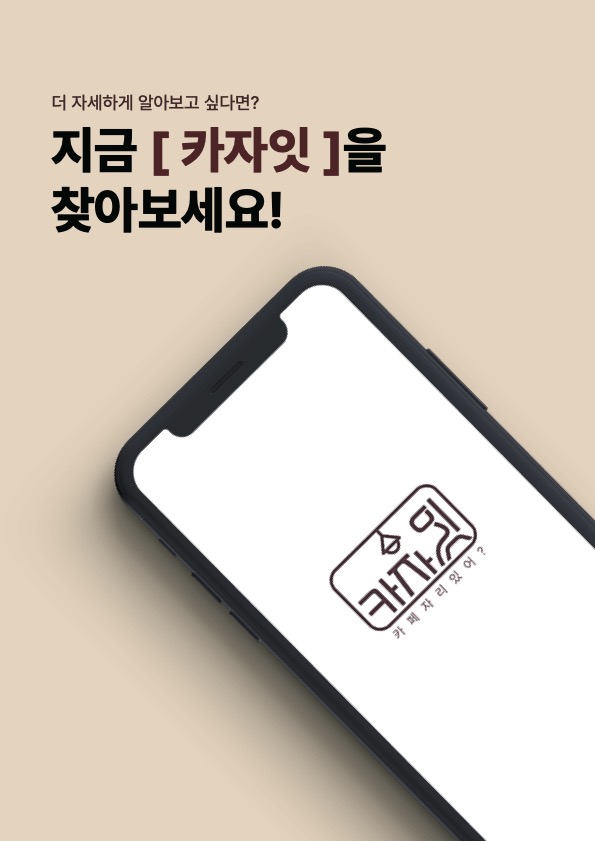 더 자세하게 알아보고 싶다면?
지금 [ 카자잇 ]을
찾아보세요!
카자잇
카페자리있어?